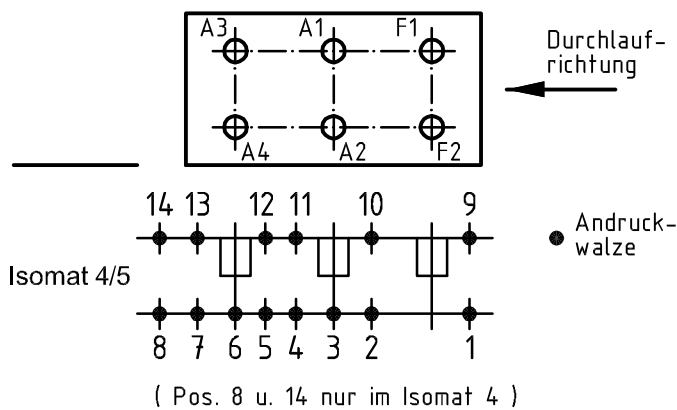 A3 A1 F1
Durchlauf-
richtung
A4 A2 F2
14 13 12 11 10 9
Andruck-
walze
Isomat 4/5
8 7 6 5 4 3 2 1
( Pos. 8 u. 14 nur im Isomat 4 )